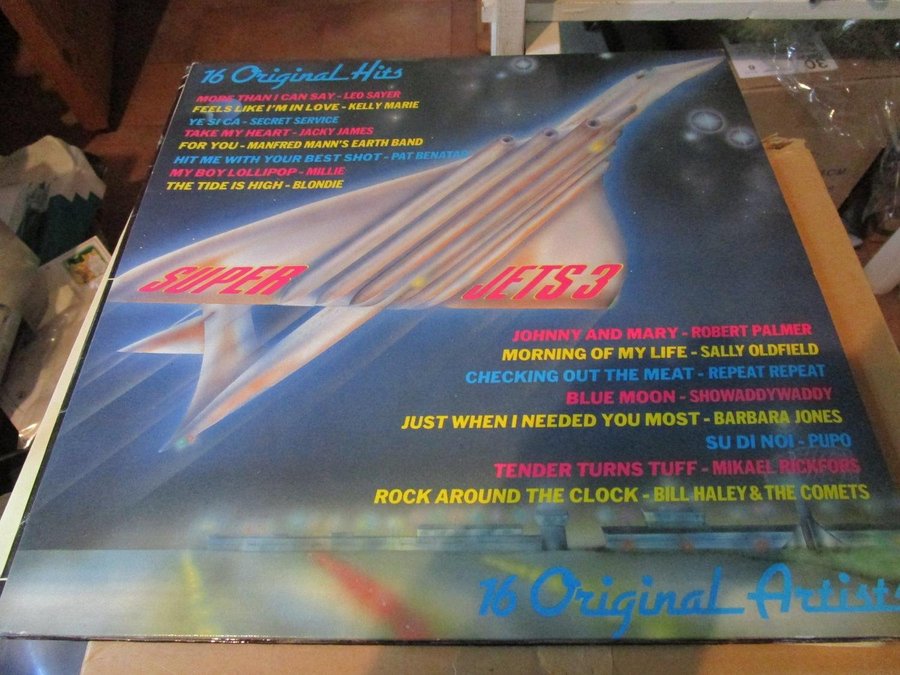 16 Original Hits
MORE THAN I CAN SAY - LEO SAYER
FEELS LIKE I'M IN LOVE - KELLY MARIE
YE SI CA - SECRET SERVICE
TAKE MY HEART - JACKY JAMES
FOR YOU - MANFRED MANN'S EARTH BAND
HIT ME WITH YOUR BEST SHOT - PAT BENATAR
MY BOY LOLLIPOP - MILLIE
THE TIDE IS HIGH - BLONDIE
SUPER JETS 3
JOHNNY AND MARY - ROBERT PALMER
MORNING OF MY LIFE - SALLY OLDFIELD
CHECKING OUT THE MEAT - REPEAT REPEAT
BLUE MOON - SHOWADDYWADDY
JUST WHEN I NEEDED YOU MOST - BARBARA JONES
SU DI NOI - PUPO
TENDER TURNS TUFF - MIKAEL RICKFORS
ROCK AROUND THE CLOCK - BILL HALEY & THE COMETS
16 Original Artists
30